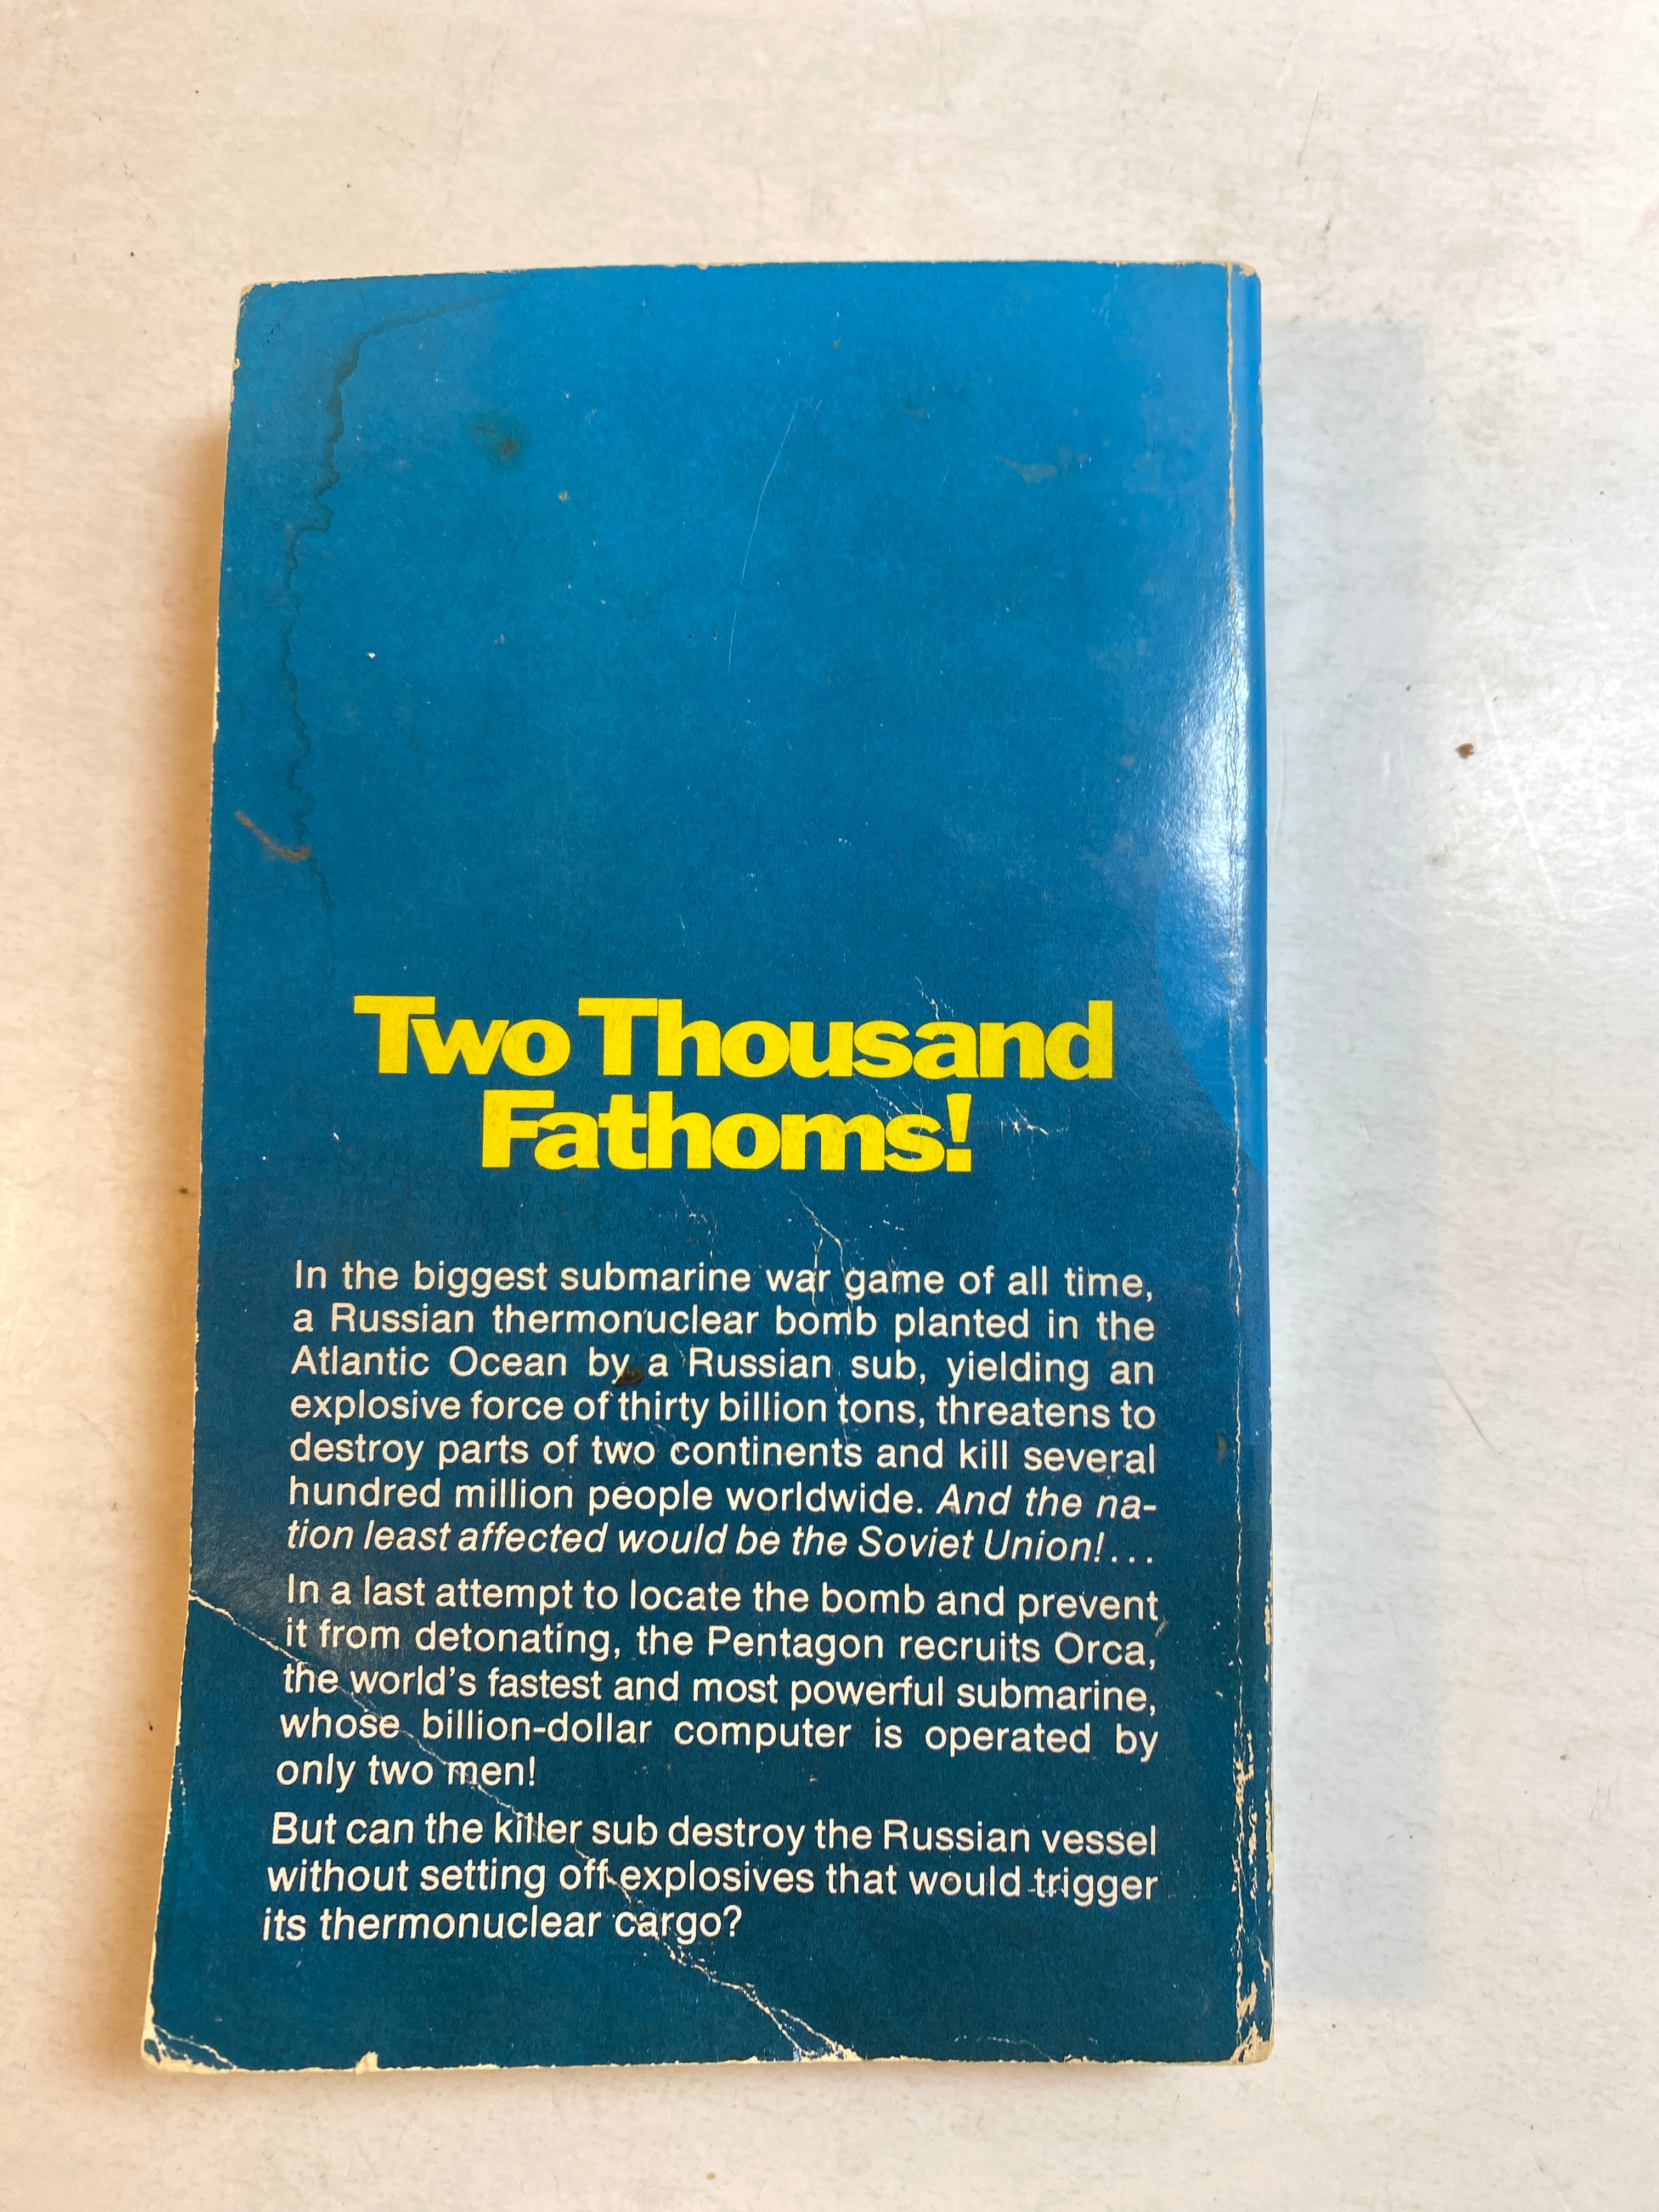 Two Thousand
Fathoms!
In the biggest submarine war game of all time,
a Russian thermonuclear bomb planted in the
Atlantic Ocean by a Russian sub, yielding an
explosive force of thirty billion tons, threatens to
destroy parts of two continents and kill several
hundred million people worldwide. And the na-
tion least affected would be the Soviet Union!...
In a last attempt to locate the bomb and prevent
it from detonating, the Pentagon recruits Orca,
the world's fastest and most powerful submarine,
whose billion-dollar computer is operated by
only two men!
But can the killer sub destroy the Russian vessel
without setting off explosives that would trigger
its thermonuclear cargo?